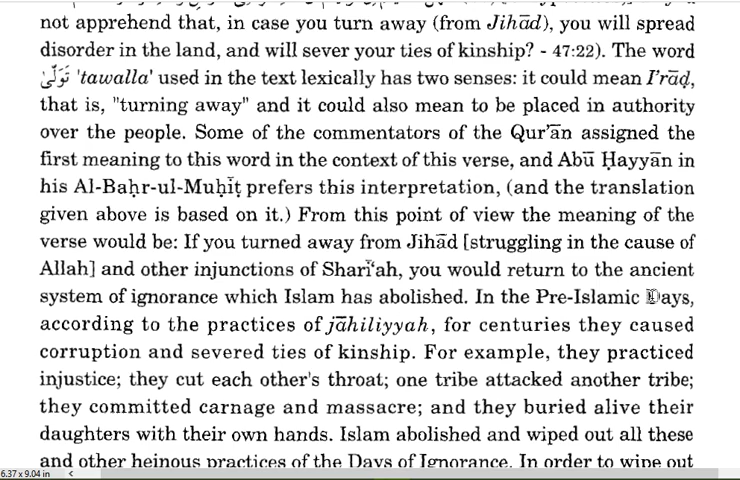 not apprehend that, in case you turn away (from Jihād), you will spread
disorder in the land, and will sever your ties of kinship? - 47:22). The word
تَوَلّىٰ 'tawalla' used in the text lexically has two senses: it could mean I'rāḍ,
that is, "turning away" and it could also mean to be placed in authority
over the people. Some of the commentators of the Qur'ān assigned the
first meaning to this word in the context of this verse, and Abū Ḥayyān in
his Al-Baḥr-ul-Muḥīṭ prefers this interpretation, (and the translation
given above is based on it.) From this point of view the meaning of the
verse would be: If you turned away from Jihād [struggling in the cause of
Allah] and other injunctions of Sharī‘ah, you would return to the ancient
system of ignorance which Islam has abolished. In the Pre-Islamic Days,
according to the practices of jāhiliyyah, for centuries they caused
corruption and severed ties of kinship. For example, they practiced
injustice; they cut each other's throat; one tribe attacked another tribe;
they committed carnage and massacre; and they buried alive their
daughters with their own hands. Islam abolished and wiped out all these
and other heinous practices of the Days of Ignorance. In order to wipe out
6.37 x 9.04 in